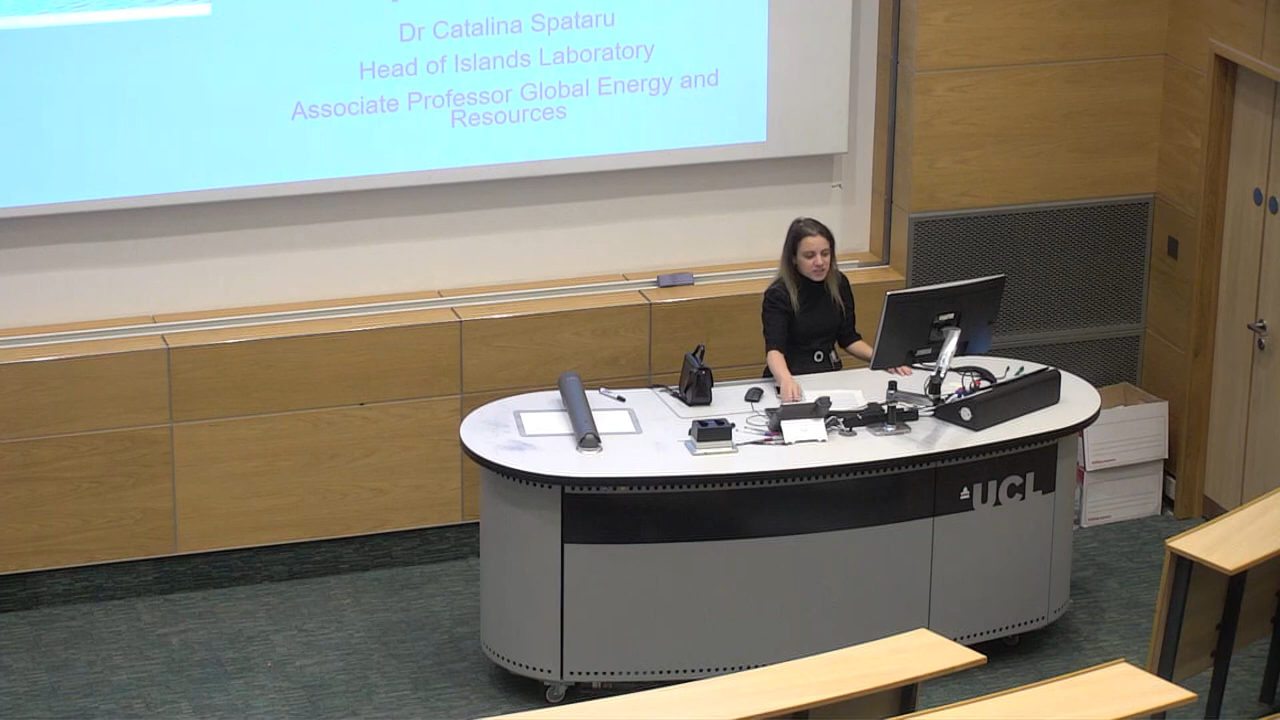 Dr Catalina Spataru
Head of Islands Laboratory
Associate Professor Global Energy and
Resources
UCL